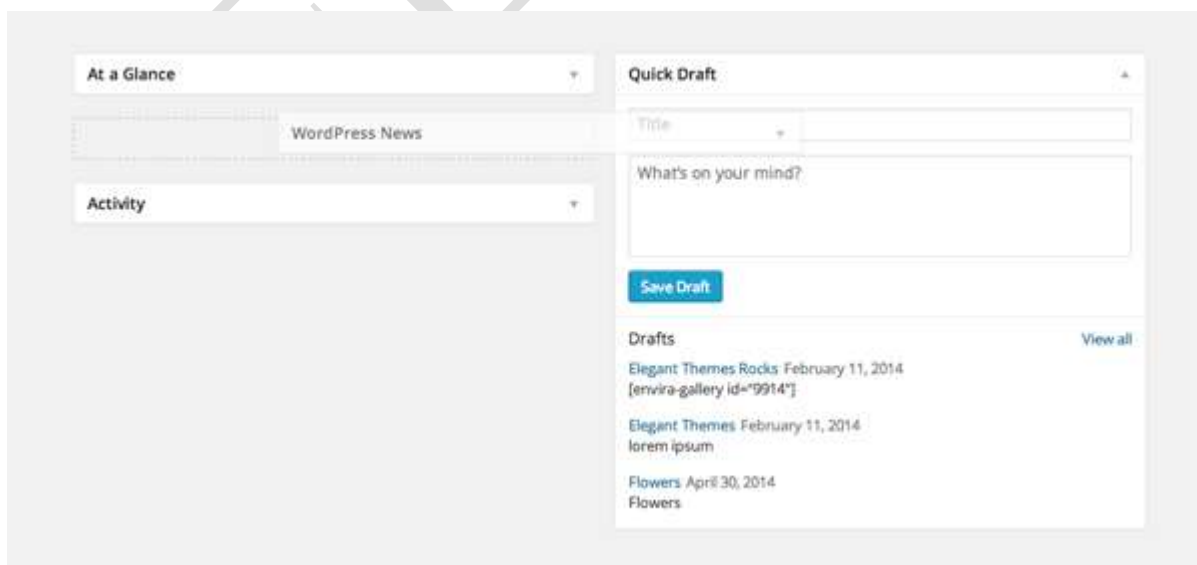 At a Glance
Quick Draft
WordPress News
Title
What's on your mind?
Activity
Save Draft
Drafts
View all
Elegant Themes Rocks February 11, 2014
[envira-gallery id="9914"]
Elegant Themes February 11, 2014
lorem ipsum
Flowers April 30, 2014
Flowers